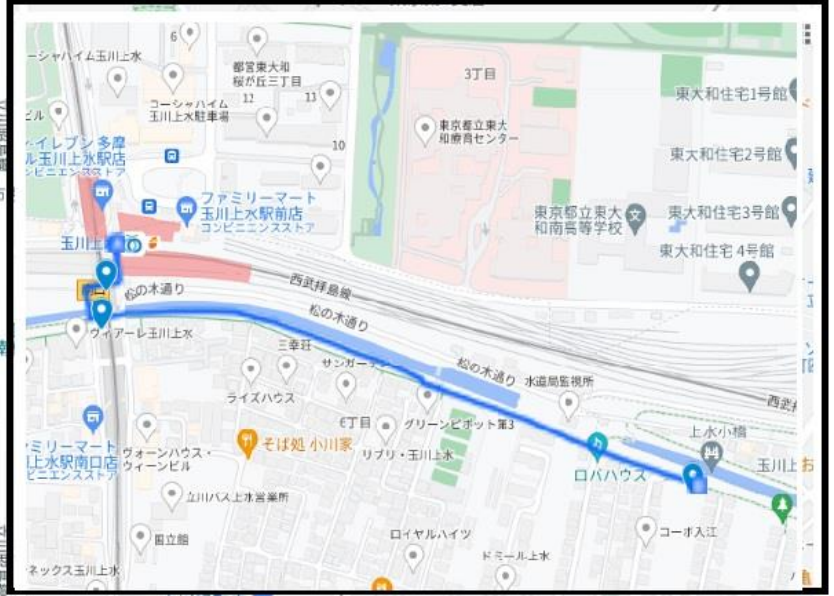 ーシャハイム玉川上水
6
都営東大和
桜が丘三丁目
3丁目
コーシャハイム
玉川上水駐車場
12
13
東京都立東大
和療育センター
東大和住宅1号館
ビル
10
イレブン 多摩
ル玉川上水駅店
ンビニエンスストア
東大和住宅2号館
ファミリーマート
玉川上水駅前店
コンビニエンスストア
東京都立東大
和南高等学校
東大和住宅3号館
玉川上
東大和住宅 4号館
松の木通り
西武拝島線
松の木通り
ヴィアーレ玉川上水
三幸荘
サンガーデン
松の木通り
水道局監視所
ライズハウス
西武
6丁目
グリーンピポット第3
上水小橋
ァミリーマート
川上水駅南口店
ビニエンスストア
ヴォーンハウス・
ウィーンビル
そば処 小川家
リブリ・玉川上水
ロバハウス
玉川上
立川バス上水営業所
国立館
ロイヤルハイツ
コーポ入江
ドミール上水
ネックス玉川上水